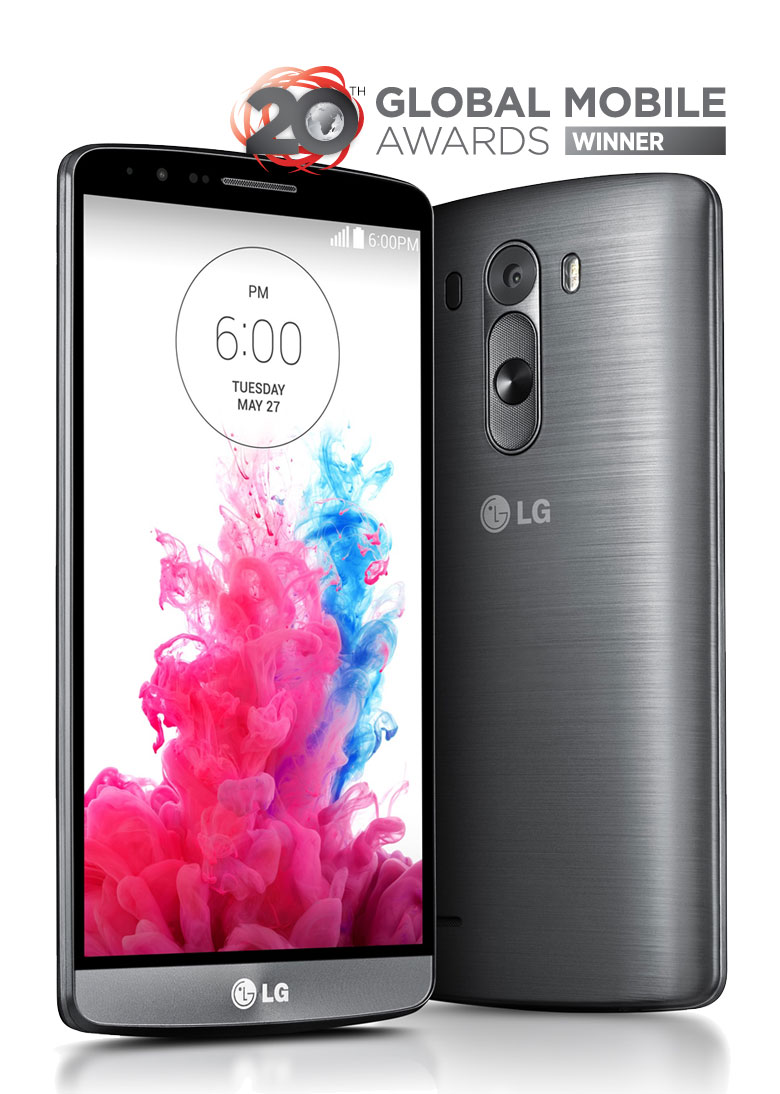 20TH GLOBAL MOBILE
AWARDS WINNER
6:00PM
PM
6:00
TUESDAY
MAY 27
LG
LG